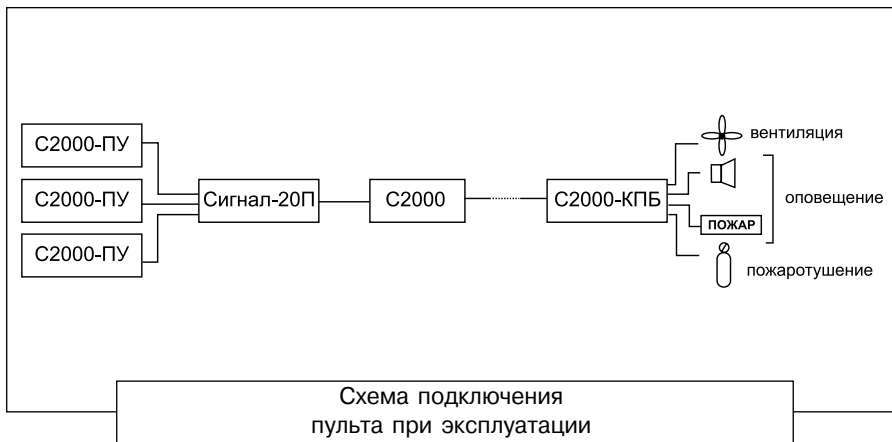 С2000-ПУ
С2000-ПУ
С2000-ПУ
Сигнал-20П
С2000
С2000-КПБ
вентиляция
оповещение
ПОЖАР
пожаротушение
Схема подключения
пульта при эксплуатации